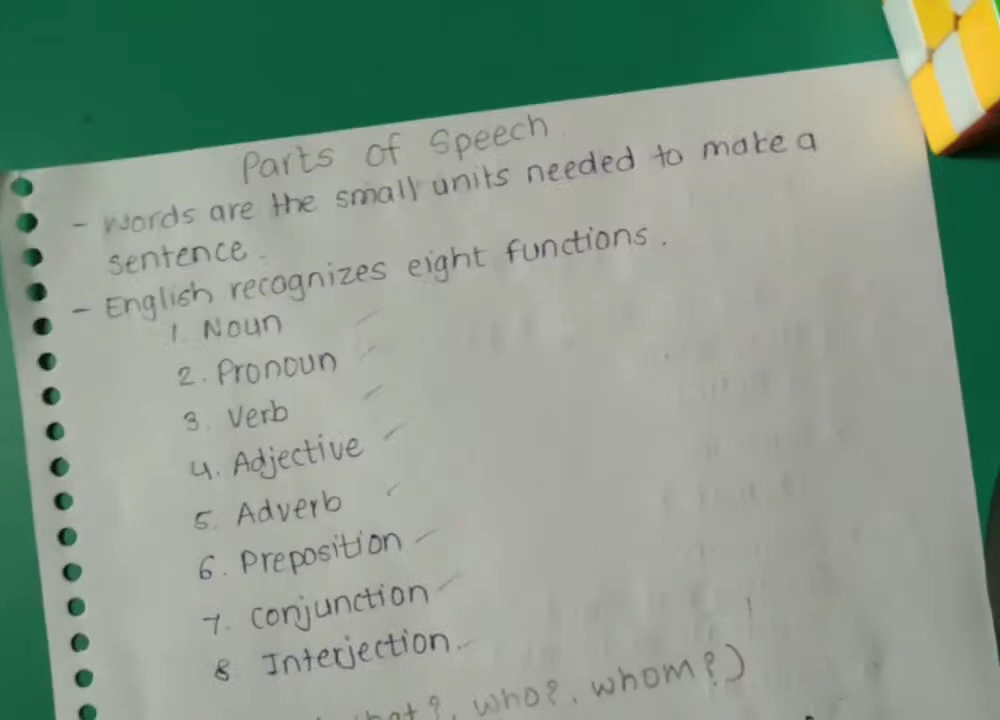 Parts of Speech
- Words are the small units needed to make a
sentence.
- English recognizes eight functions.
1. Noun
2. Pronoun
3. Verb
4. Adjective
5. Adverb
6. Preposition
7. Conjunction
8 Interjection.
who?, whom?)